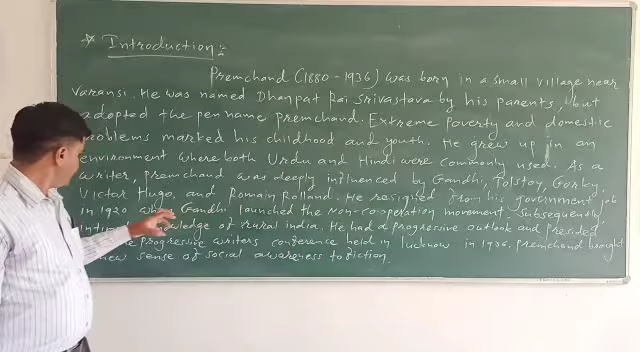 * Introduction:-
Premchand (1880-1936) was born in a small village near
Varansi. He was named Dhanpat Rai Srivastava by his parents, but
adopted the pen name premchand. Extreme poverty and domestic
problems marked his childhood and youth. He grew up in an
environment where both Urdu and Hindi were commonly used. As a
writer, premchand was deeply influenced by Gandhi, Tolstoy, Gorky,
Victor Hugo, and Romain Rolland. He resigned from his government job
in 1920 when Gandhi launched the Non-cooperation movement. Subsequently
knowledge of rural india. He had a progressive outlook and presided
progressive writers conference held in lucknow in 1936. Premchand brought
new sense of social awareness to fiction.